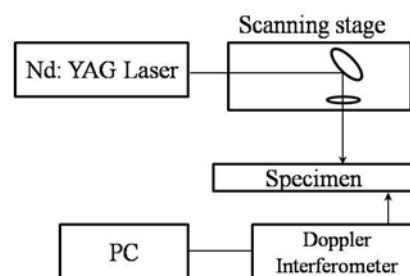 Scanning stage
Nd: YAG Laser
Specimen
PC
Doppler
Interferometer